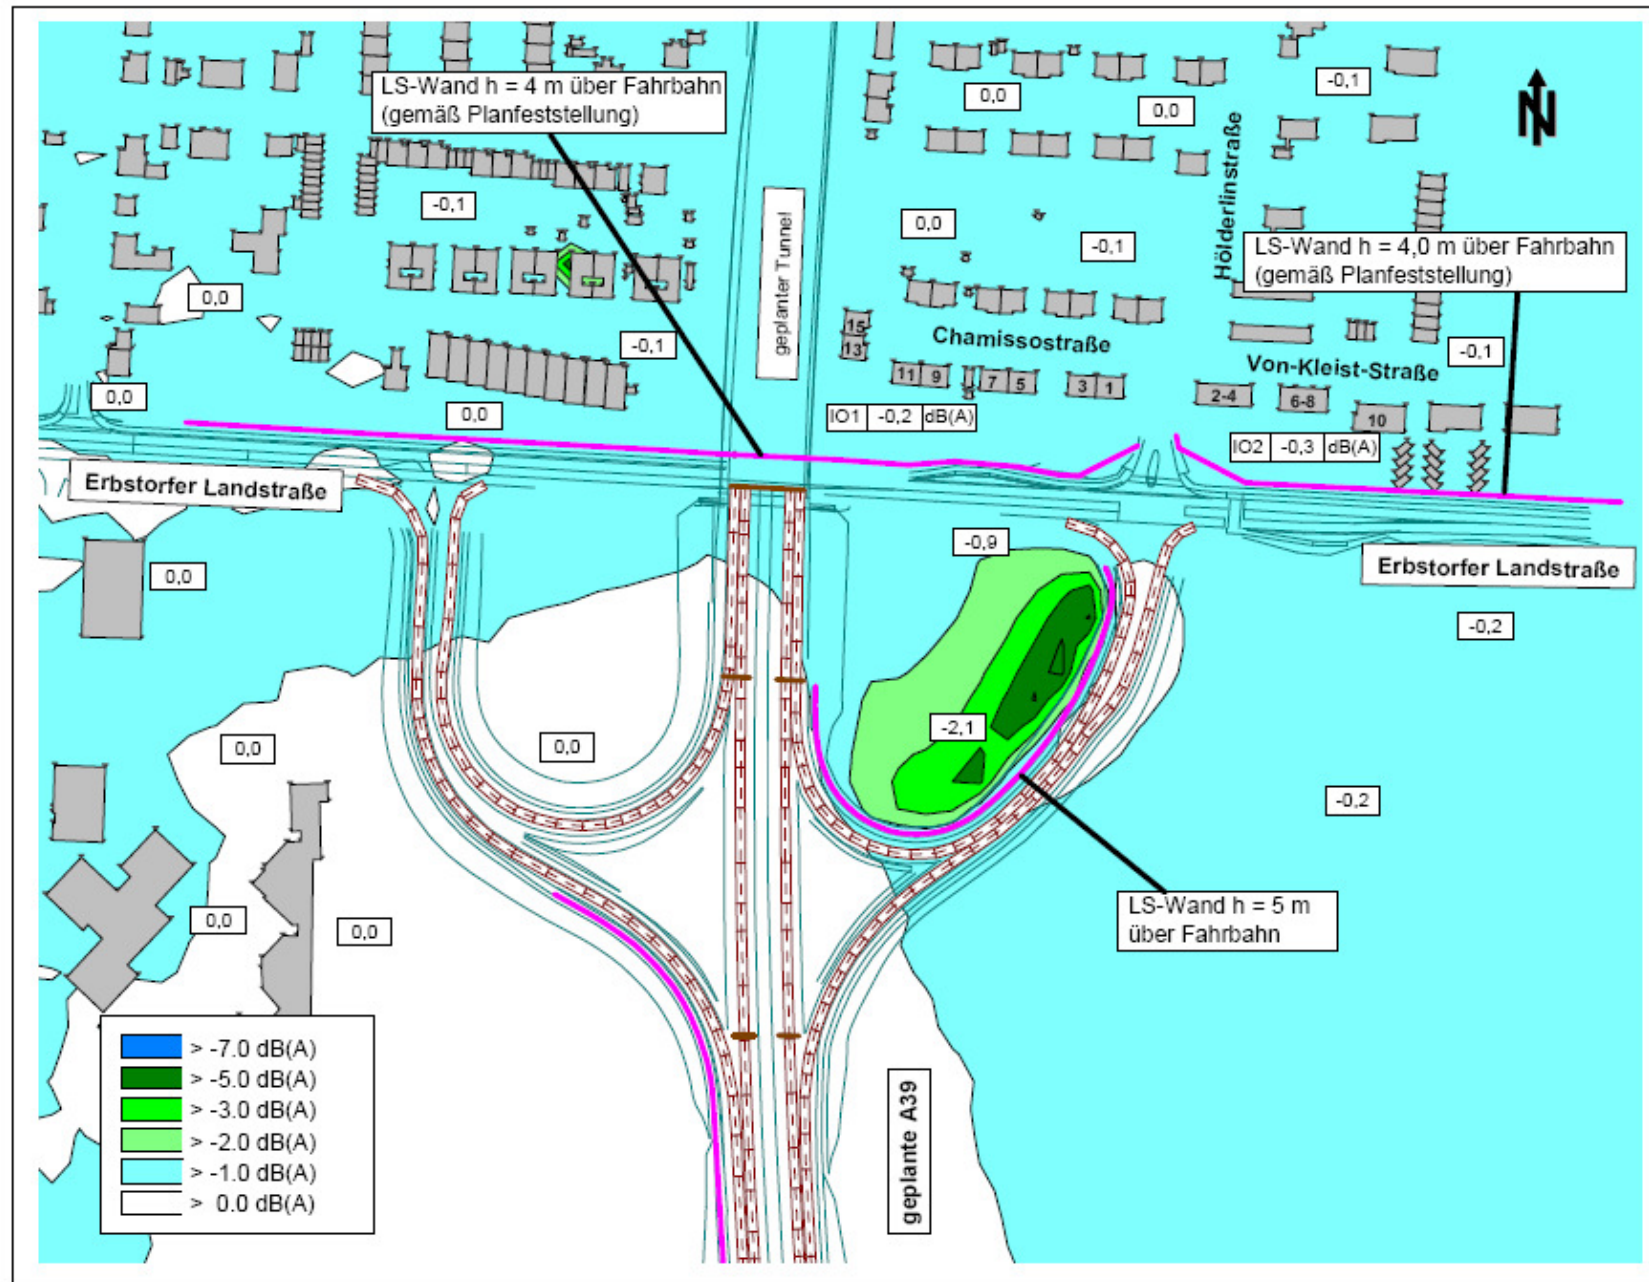 LS-Wand h = 4 m über Fahrbahn
(gemäß Planfeststellung)
0,0
0,0
-0,1
N
Hölderlinstraße
-0,1
geplanter Tunnel
0,0
-0,1
LS-Wand h = 4,0 m über Fahrbahn
(gemäß Planfeststellung)
0,0
-0,1
15
13
Chamissostraße
-0,1
Von-Kleist-Straße
11 9
7 5
3 1
2-4
6-8
10
0,0
0,0
IO1 -0,2 dB(A)
IO2 -0,3 dB(A)
Erbstorfer Landstraße
-0,9
Erbstorfer Landstraße
0,0
-0,2
-2,1
0,0
0,0
-0,2
0,0
0,0
LS-Wand h = 5 m
über Fahrbahn
geplante A39
> -7.0 dB(A)
> -5.0 dB(A)
> -3.0 dB(A)
> -2.0 dB(A)
> -1.0 dB(A)
> 0.0 dB(A)